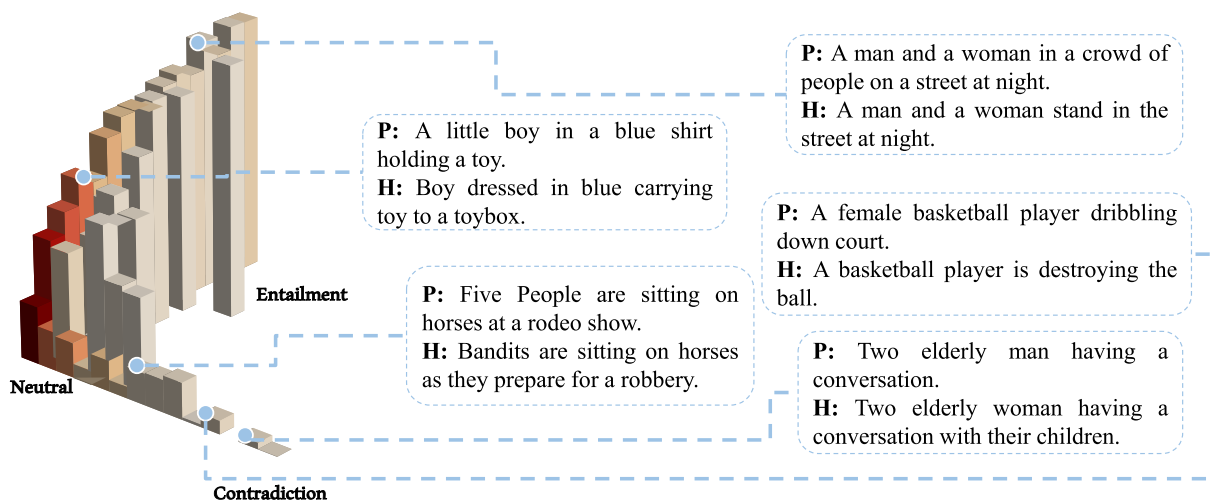 P: A man and a woman in a crowd of
people on a street at night.
H: A man and a woman stand in the
street at night.
P: A little boy in a blue shirt
holding a toy.
H: Boy dressed in blue carrying
toy to a toybox.
P: A female basketball player dribbling
down court.
H: A basketball player is destroying the
ball.
Entailment
P: Five People are sitting on
horses at a rodeo show.
H: Bandits are sitting on horses
as they prepare for a robbery.
P: Two elderly man having a
conversation.
H: Two elderly woman having a
conversation with their children.
Neutral
Contradiction